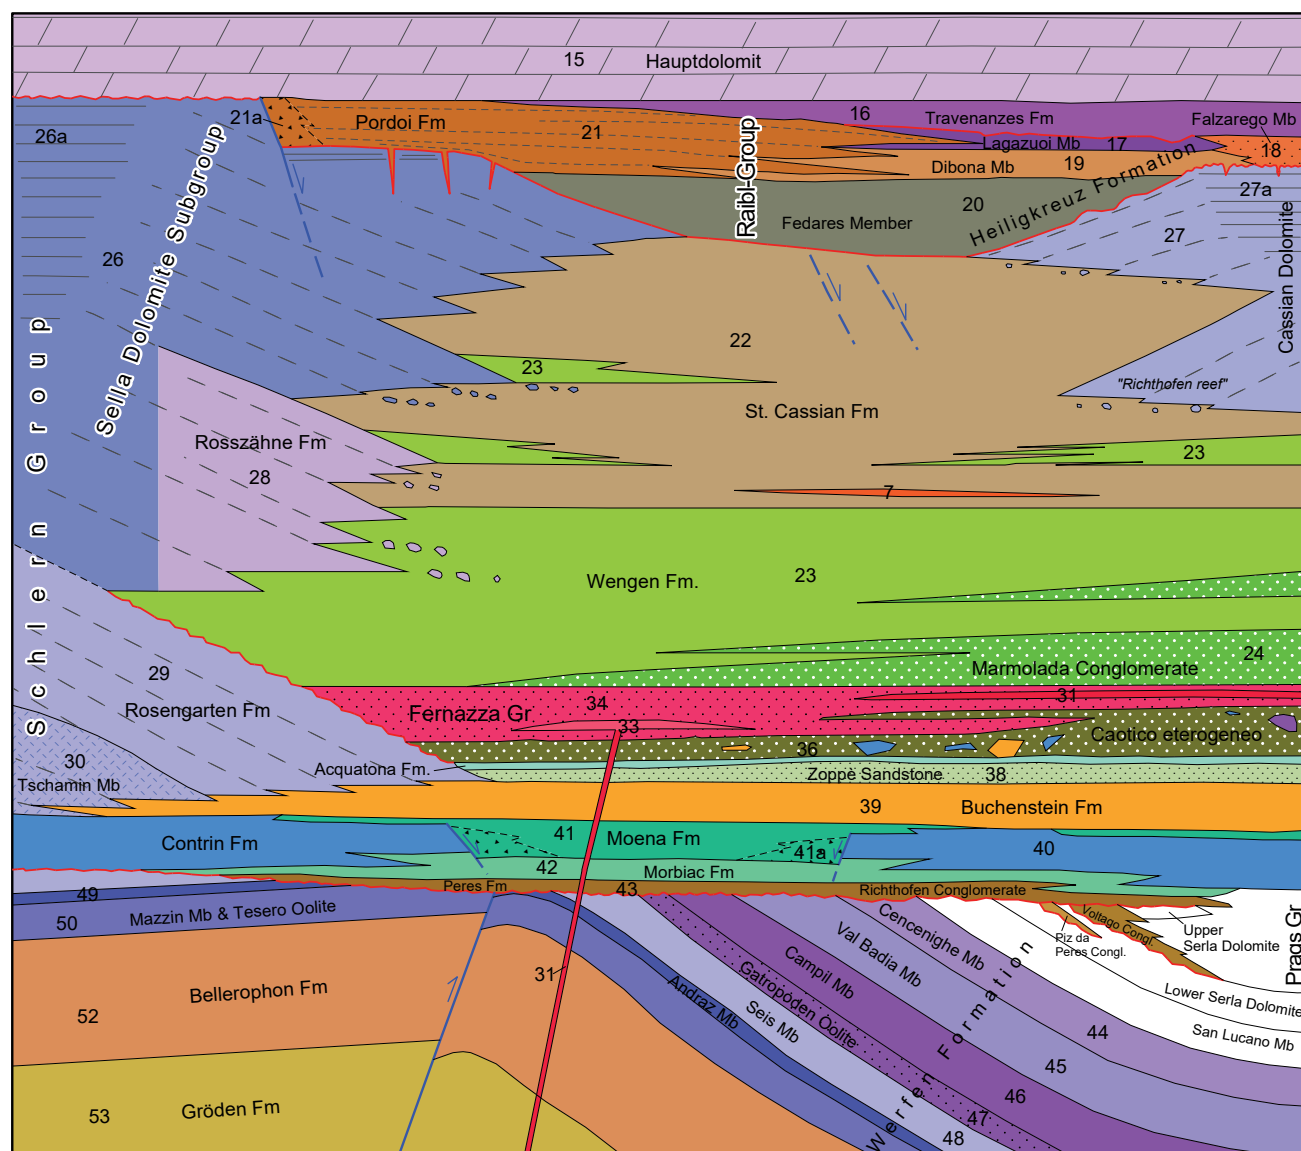 15
Hauptdolomit
16
Travenanzes Fm
Falzarego Mb
26a
21a
Pordoi Fm
21
Lagazuoi Mb
17
18
Dibona Mb
19
Raibl-Group
20
Fedares Member
Heiligkreuz Formation
27a
27
26
Sella Dolomite Subgroup
Schlern Group
Cassian Dolomite
22
23
"Richthofen reef"
St. Cassian Fm
Rosszähne Fm
28
23
7
Wengen Fm.
23
29
Rosengarten Fm
24
Marmolada Conglomerate
34
Fernazza Gr
31
33
Caotico eterogeneo
36
30
Tschamin Mb
Acquatona Fm.
Zoppè Sandstone
38
39
Buchenstein Fm
Contrin Fm
41
Moena Fm
41a
40
42
Morbiac Fm
Peres Fm
43
Richthofen Conglomerate
49
50
Mazzin Mb & Tesero Oolite
Bellerophon Fm
52
31
53
Gröden Fm
Andraz Mb
Seis Mb
Gatropóden Oolite
Campil Mb
Val Badia Mb
Cencenighe Mb
Werfen Formation
Piz da
Peres Congl.
Voltago Congl.
Upper
Serla Dolomite
Prags Gr
Lower Serla Dolomite
San Lucano Mb
44
45
46
47
48